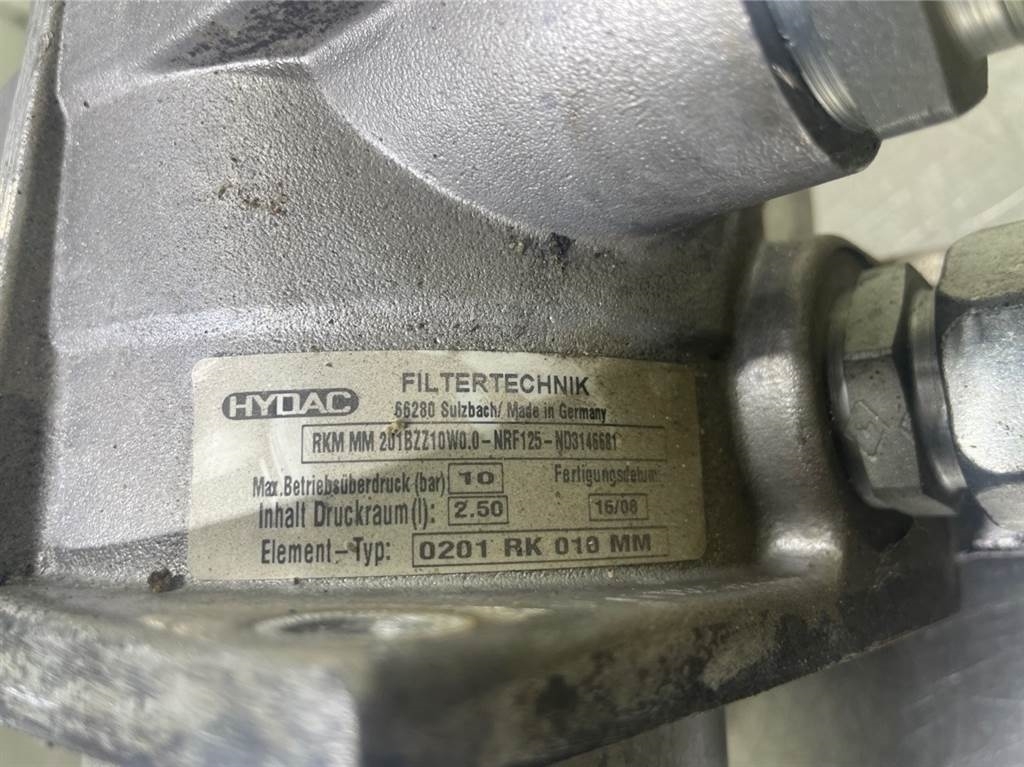 HYDAC
FILTERTECHNIK
66280 Sulzbach/ Made in Germany
RKM MM 201BZZ10W0.0-NRF125-ND3146681
Max.Betriebsüberdruck (bar) 10 Fertigungsdatum:
Inhalt Druckraum(l): 2.50 16/08
Element-Typ: 0201 RK 010 MM